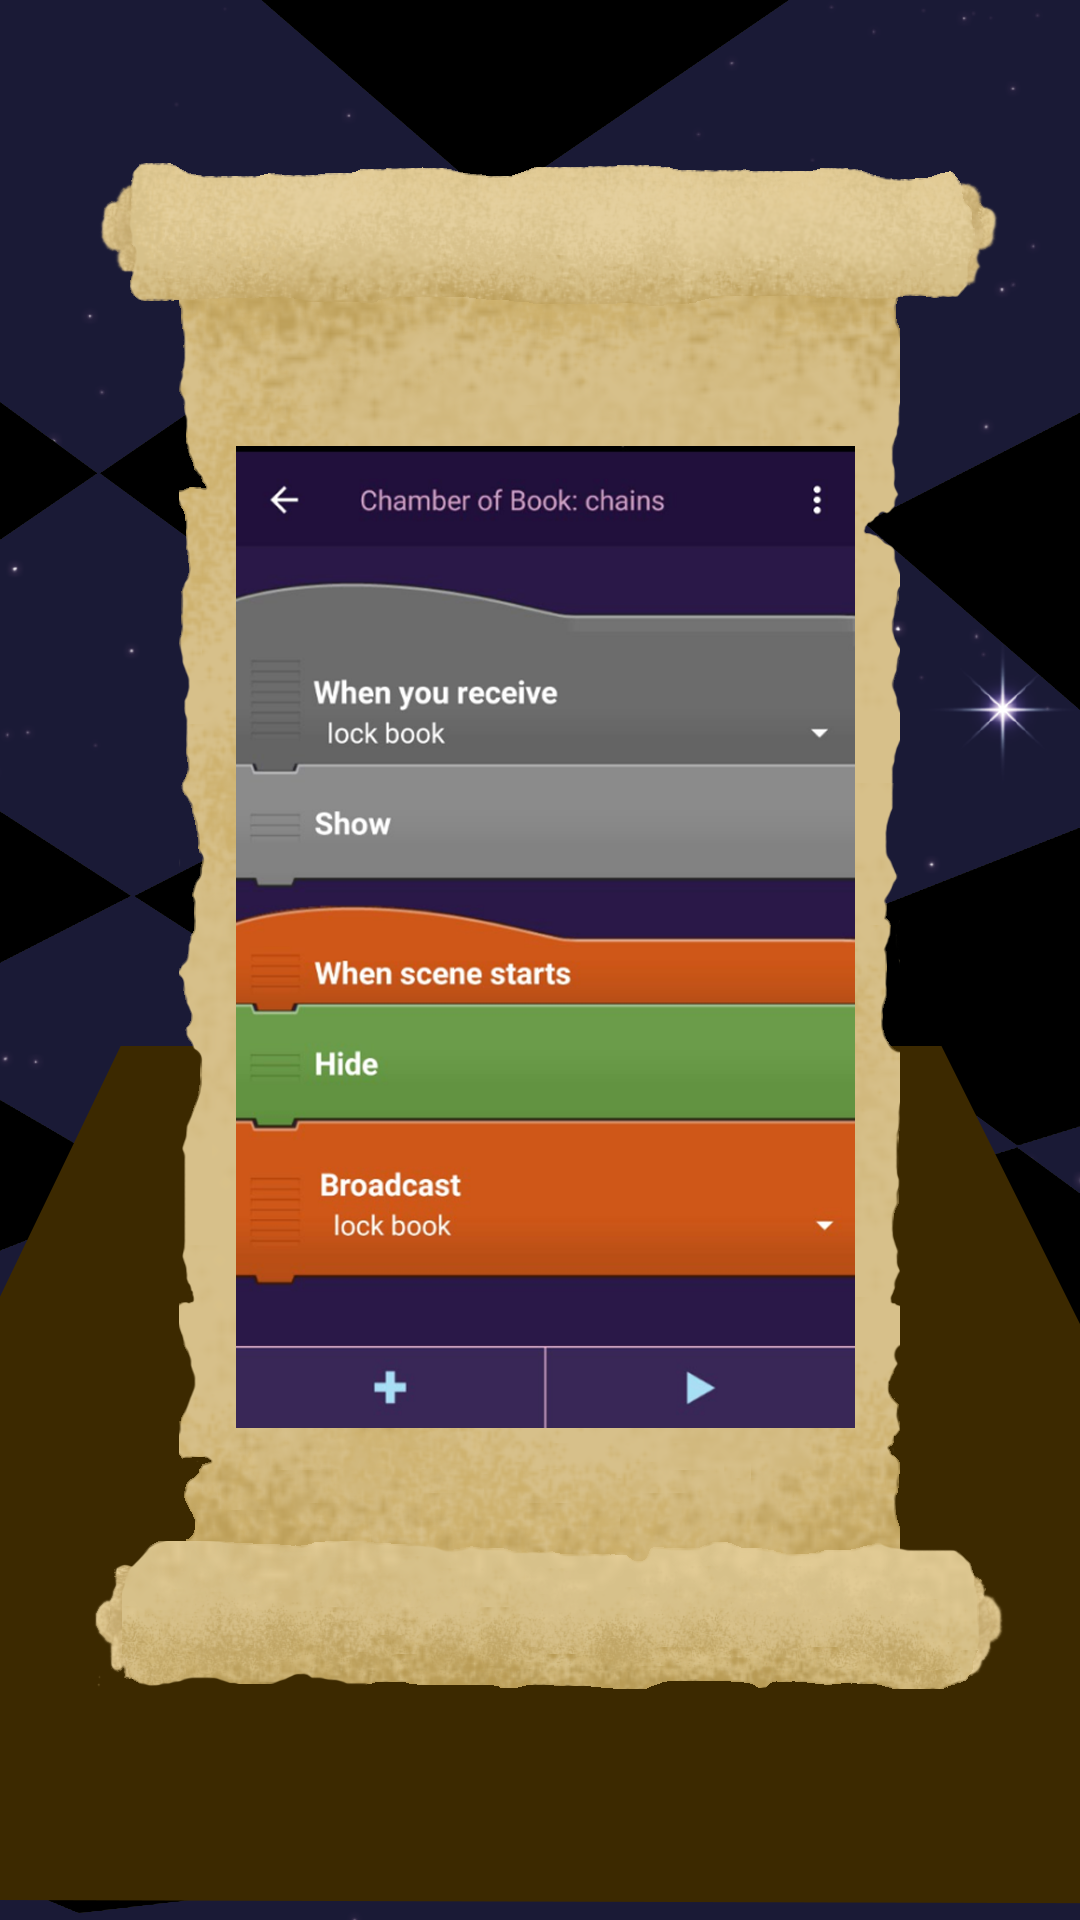 Chamber of Book: chains
When you receive
lock book
Show
When scene starts
Hide
Broadcast
lock book